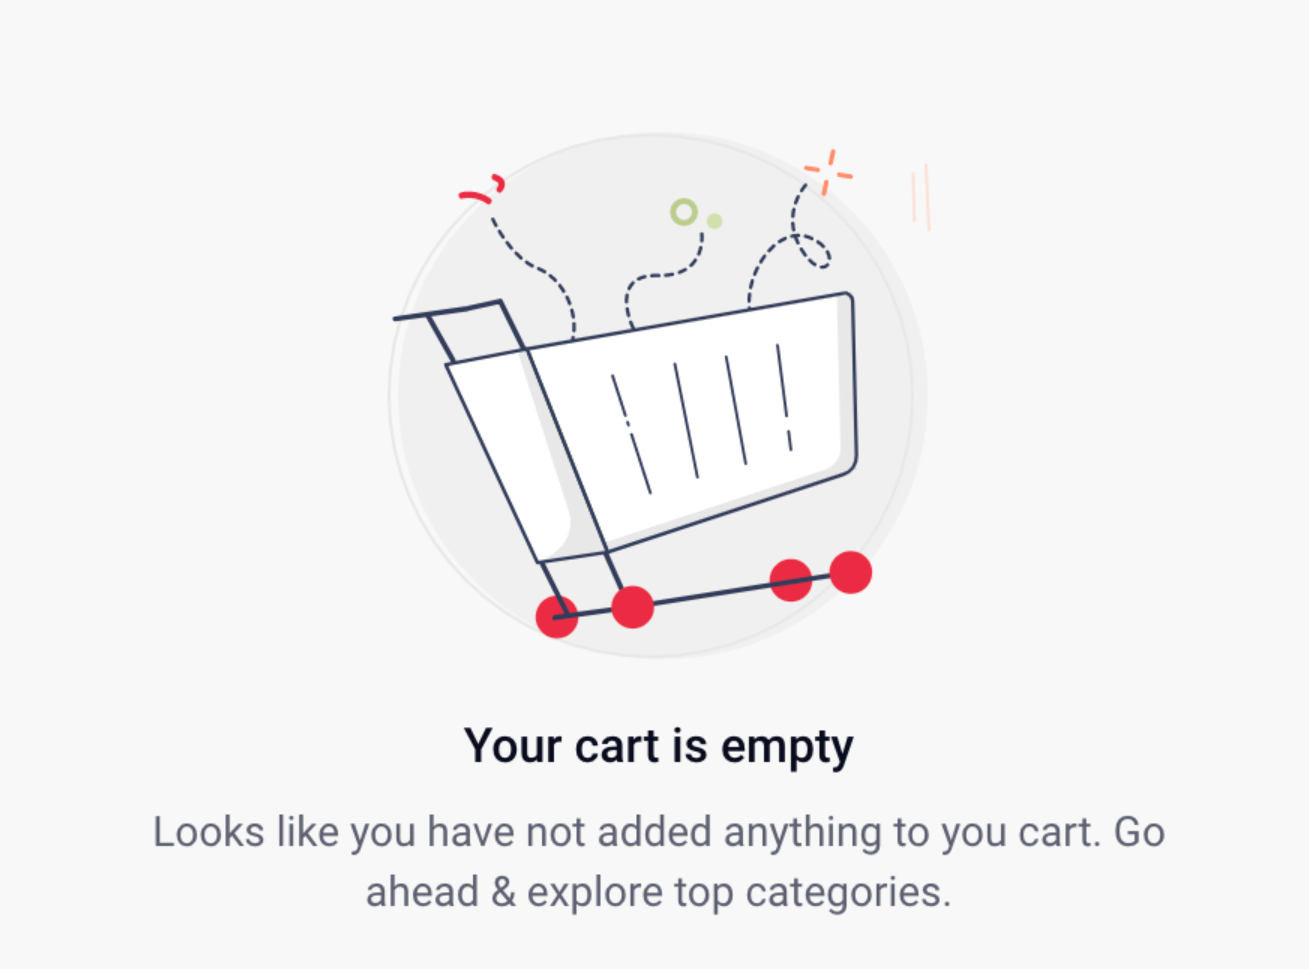 Your cart is empty
Looks like you have not added anything to you cart. Go
ahead & explore top categories.